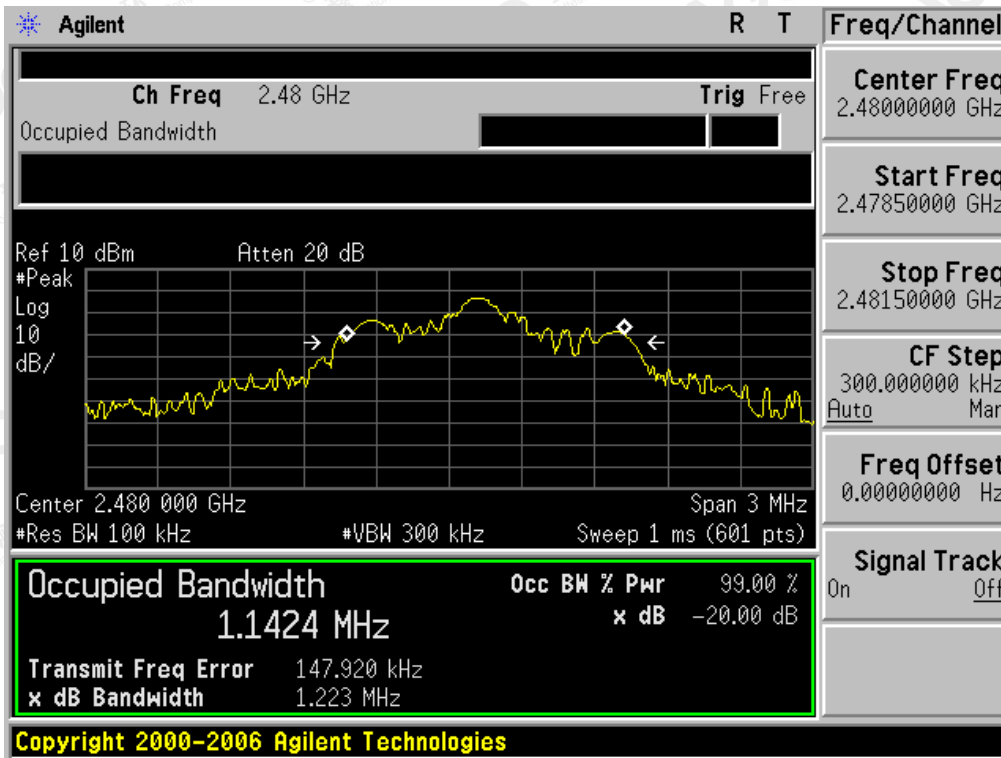 Agilent R T Freq/Channel
Ch Freq 2.48 GHz Trig Free
Occupied Bandwidth
Center Freq
2.48000000 GHz
Start Freq
2.47850000 GHz
Stop Freq
2.48150000 GHz
CF Step
300.000000 kHz
Auto Man
Freq Offset
0.00000000 Hz
Signal Track
On Off
Ref 10 dBm Atten 20 dB
#Peak
Log
10
dB/
Center 2.480 000 GHz Span 3 MHz
#Res BW 100 kHz #VBW 300 kHz Sweep 1 ms (601 pts)
Occupied Bandwidth Occ BW % Pwr 99.00 %
1.1424 MHz x dB -20.00 dB
Transmit Freq Error 147.920 kHz
x dB Bandwidth 1.223 MHz
Copyright 2000-2006 Agilent Technologies